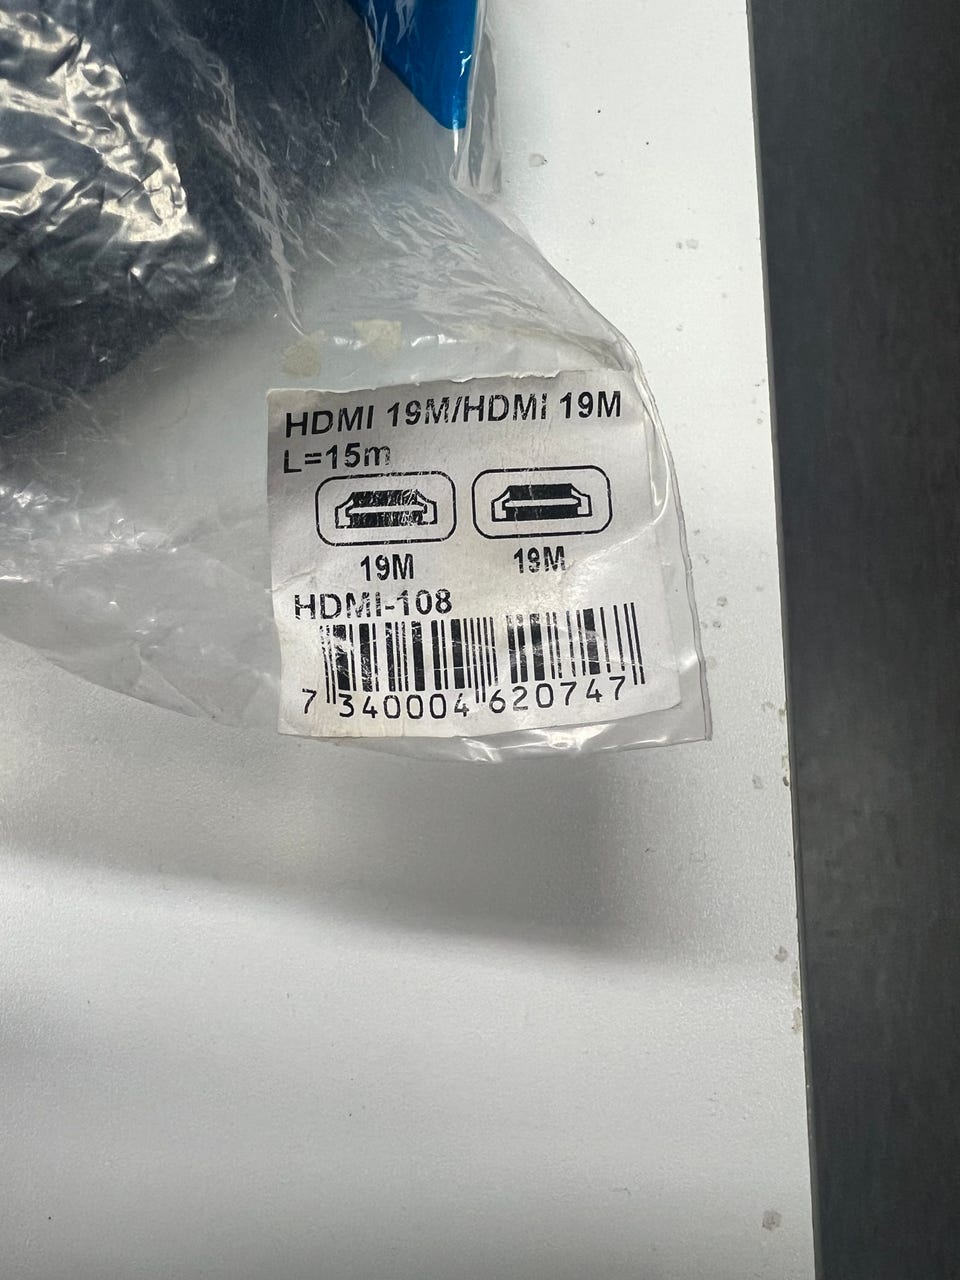 HDMI 19M/HDMI 19M
L=15m
19M 19M
HDMI-108
7 340004 620747